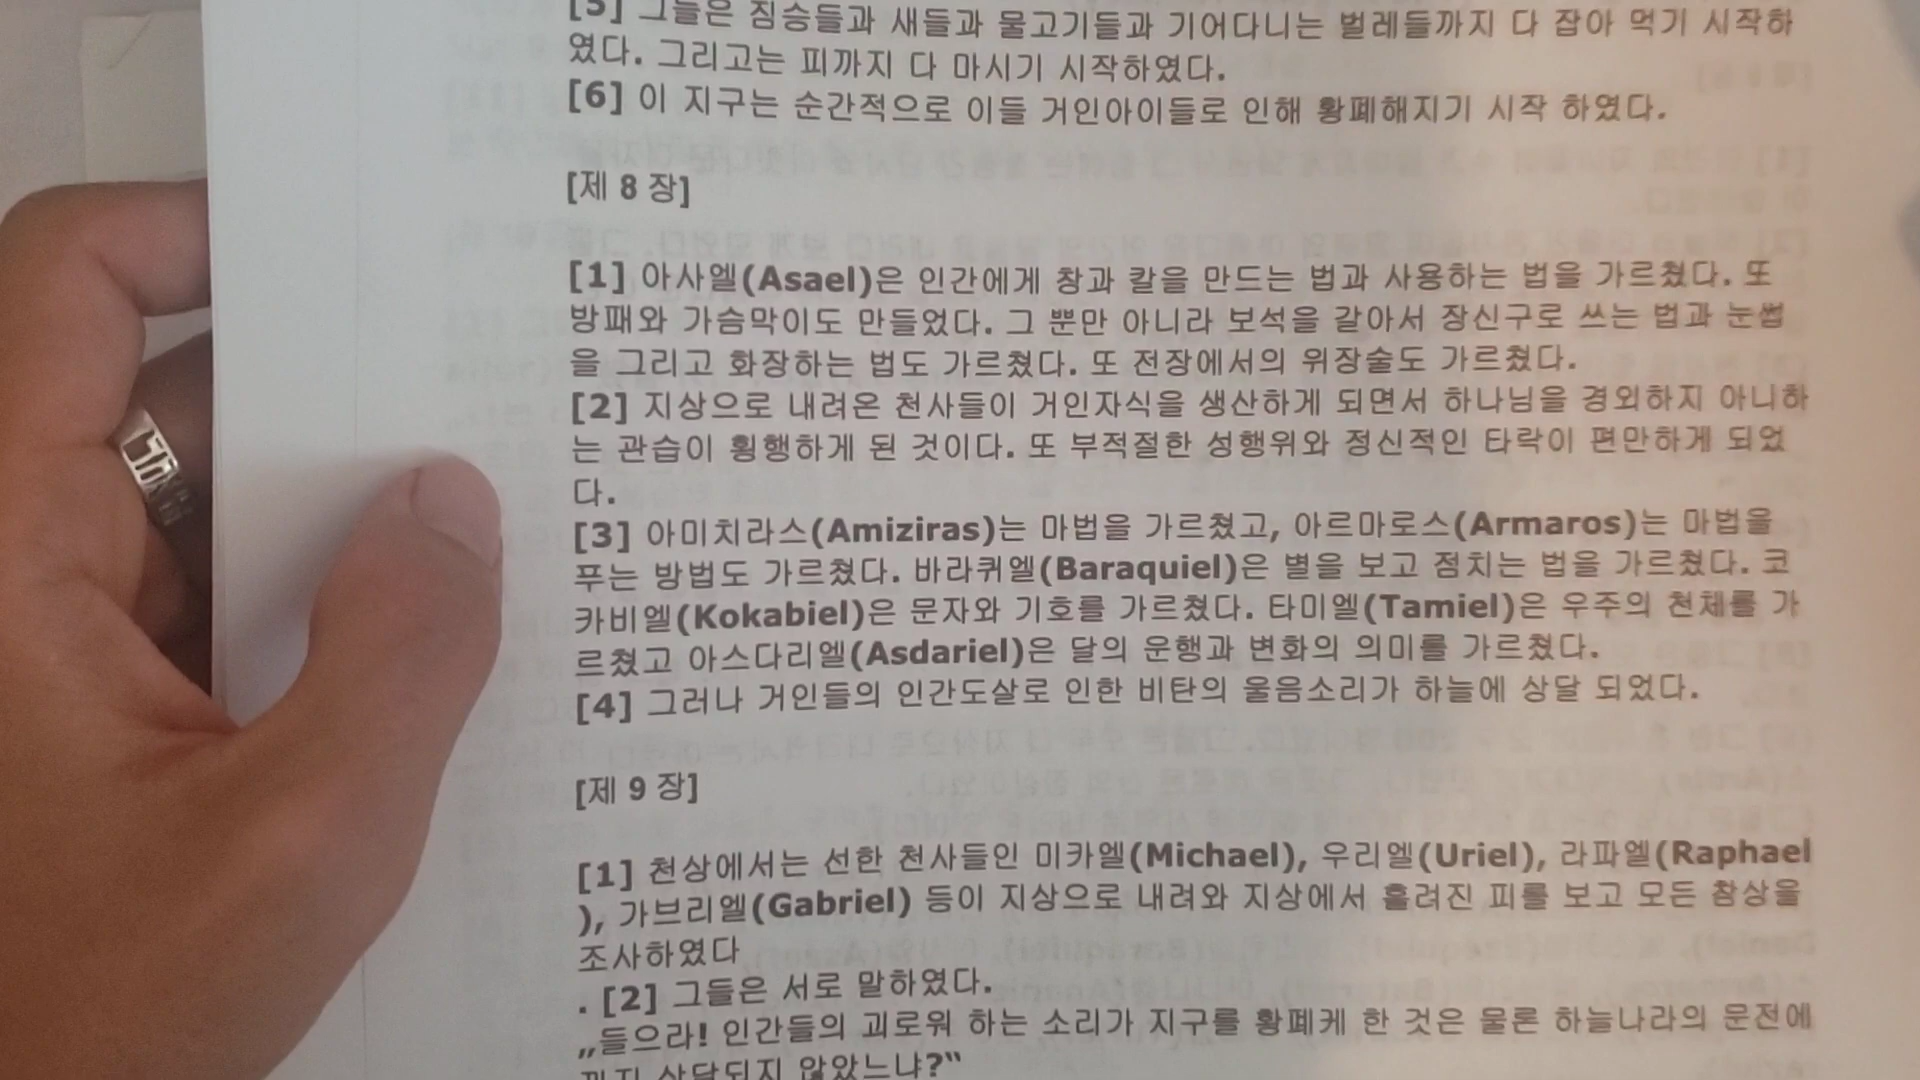 [5] 그들은 짐승들과 새들과 물고기들과 기어다니는 벌레들까지 다 잡아 먹기 시작하
였다. 그리고는 피까지 다 마시기 시작하였다.
[6] 이 지구는 순간적으로 이들 거인아이들로 인해 황폐해지기 시작 하였다.
[제 8 장]
[1] 아사엘(Asael)은 인간에게 창과 칼을 만드는 법과 사용하는 법을 가르쳤다. 또
방패와 가슴막이도 만들었다. 그 뿐만 아니라 보석을 갈아서 장신구로 쓰는 법과 눈썹
을 그리고 화장하는 법도 가르쳤다. 또 전장에서의 위장술도 가르쳤다.
[2] 지상으로 내려온 천사들이 거인자식을 생산하게 되면서 하나님을 경외하지 아니하
는 관습이 횡행하게 된 것이다. 또 부적절한 성행위와 정신적인 타락이 편만하게 되었
다.
[3] 아미치라스(Amiziras)는 마법을 가르쳤고, 아르마로스(Armaros)는 마법을
푸는 방법도 가르쳤다. 바라퀴엘(Baraquiel)은 별을 보고 점치는 법을 가르쳤다. 코
카비엘(Kokabiel)은 문자와 기호를 가르쳤다. 타미엘(Tamiel)은 우주의 천체를 가
르쳤고 아스다리엘(Asdariel)은 달의 운행과 변화의 의미를 가르쳤다.
[4] 그러나 거인들의 인간도살로 인한 비탄의 울음소리가 하늘에 상달 되었다.
[제 9 장]
[1] 천상에서는 선한 천사들인 미카엘(Michael), 우리엘(Uriel), 라파엘(Raphael
), 가브리엘(Gabriel) 등이 지상으로 내려와 지상에서 흘려진 피를 보고 모든 참상을
조사하였다
. [2] 그들은 서로 말하였다.
„들으라! 인간들의 괴로워 하는 소리가 지구를 황폐케 한 것은 물론 하늘나라의 문전에
까지 상달되지 않았느냐?“